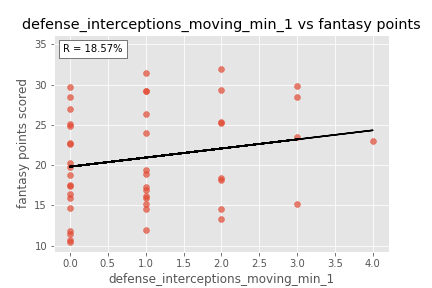 defense_interceptions_moving_min_1 vs fantasy points
R = 18.57%
35
30
25
20
15
10
fantasy points scored
0.0 0.5 1.0 1.5 2.0 2.5 3.0 3.5 4.0
defense_interceptions_moving_min_1